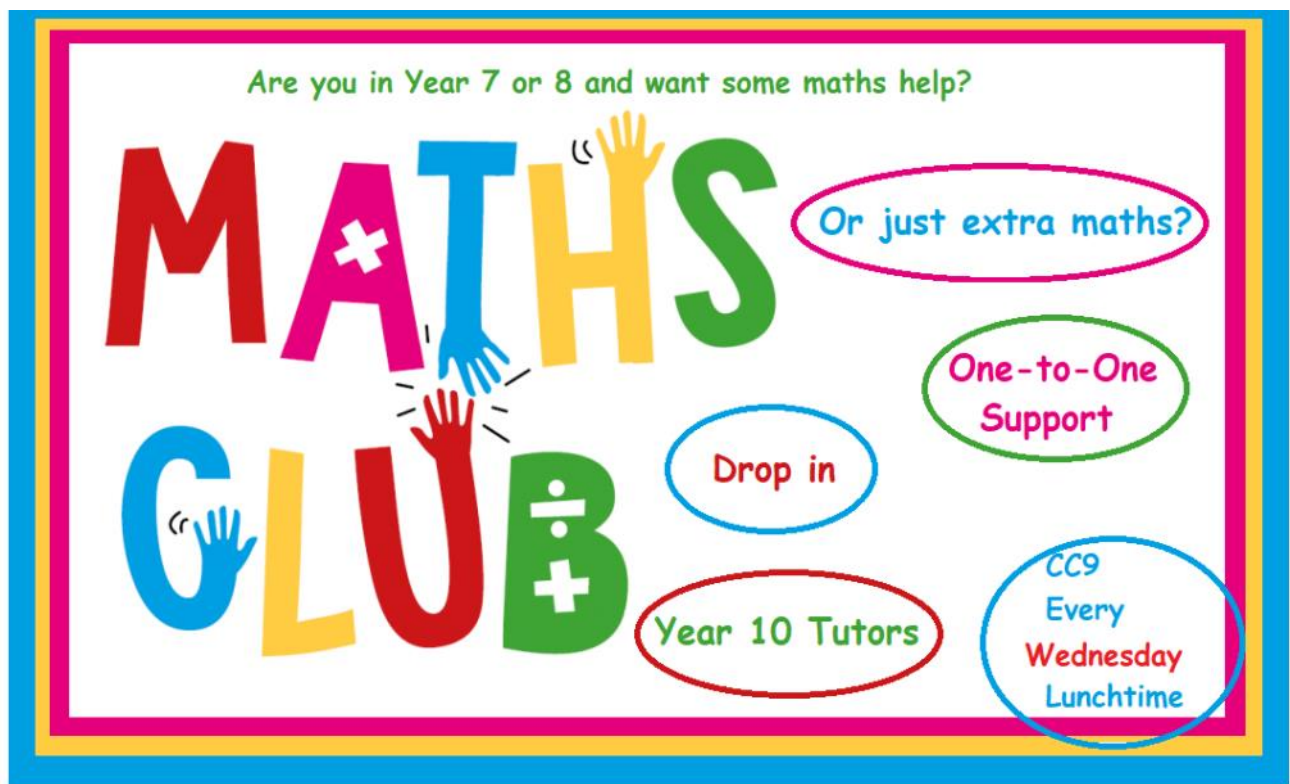 Are you in Year 7 or 8 and want some maths help?
MATHS
Or just extra maths?
One-to-One
Support
CLUB
Drop in
Year 10 Tutors
CC9
Every
Wednesday
Lunchtime